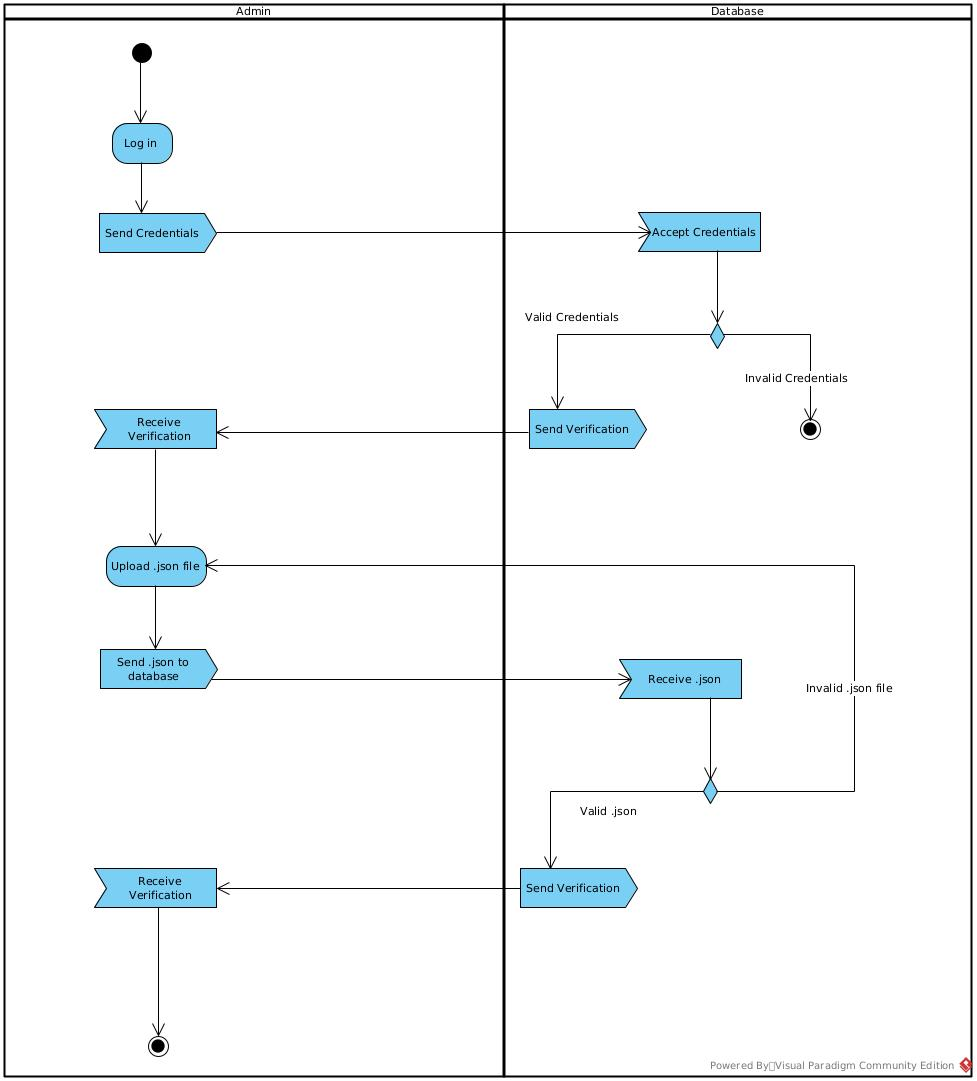 Admin
Database
Log in
Send Credentials
Accept Credentials
Valid Credentials
Invalid Credentials
Receive
Verification
Send Verification
Upload .json file
Send .json to
database
Receive .json
Invalid .json file
Valid .json
Receive
Verification
Send Verification
Powered By▯Visual Paradigm Community Edition